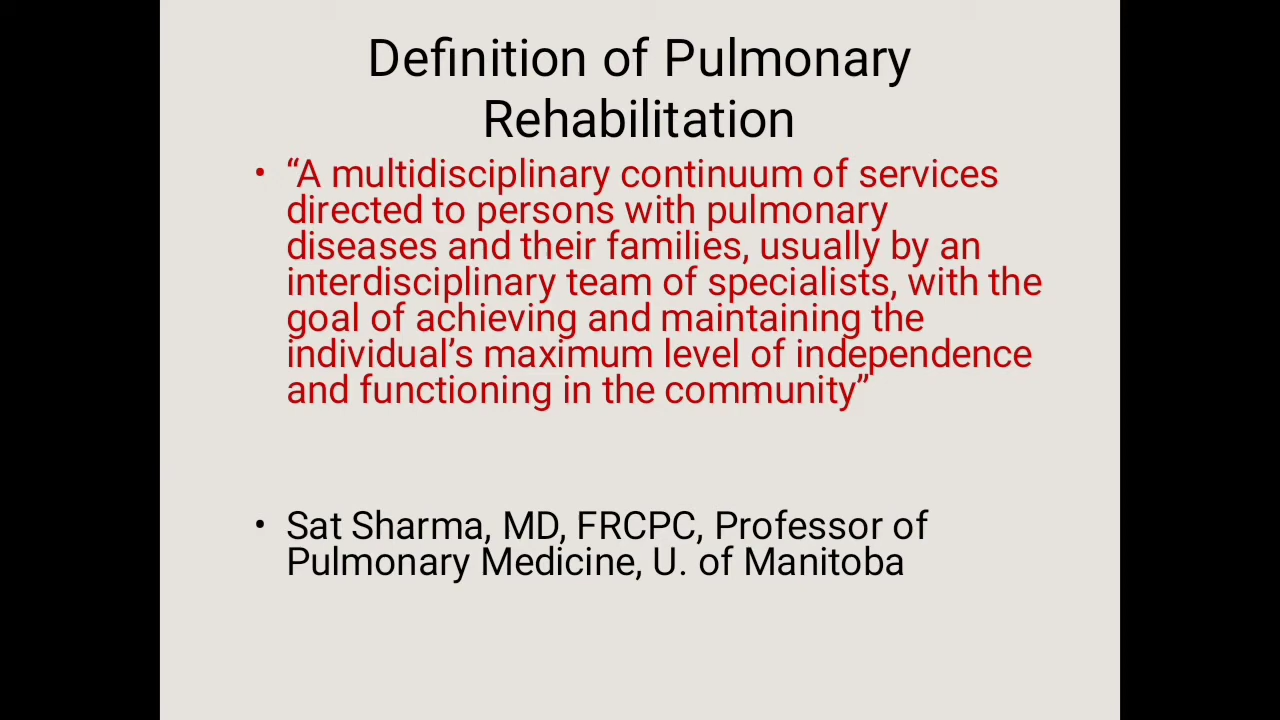 Definition of Pulmonary
Rehabilitation
• “A multidisciplinary continuum of services
directed to persons with pulmonary
diseases and their families, usually by an
interdisciplinary team of specialists, with the
goal of achieving and maintaining the
individual’s maximum level of independence
and functioning in the community”
• Sat Sharma, MD, FRCPC, Professor of
Pulmonary Medicine, U. of Manitoba